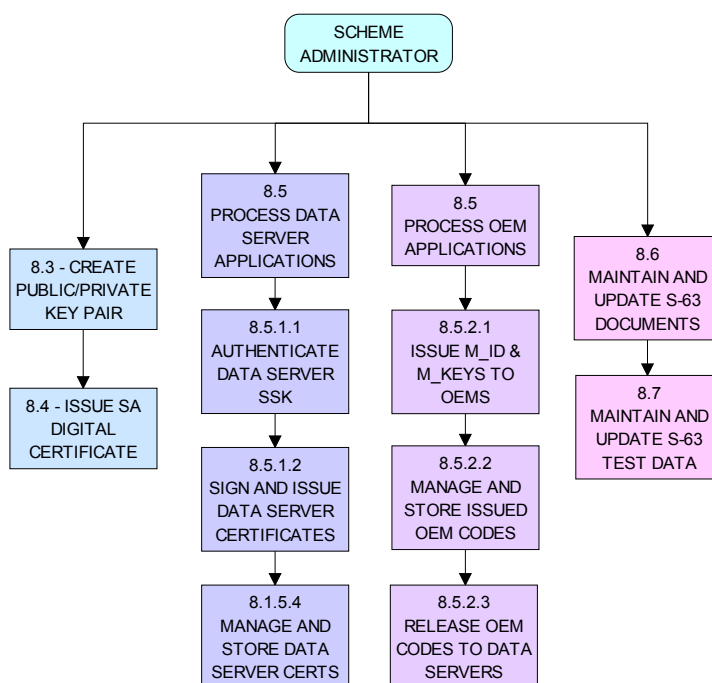 SCHEME
ADMINISTRATOR
8.3 - CREATE
PUBLIC/PRIVATE
KEY PAIR
8.4 - ISSUE SA
DIGITAL
CERTIFICATE
8.5
PROCESS DATA
SERVER
APPLICATIONS
8.5.1.1
AUTHENTICATE
DATA SERVER
SSK
8.5.1.2
SIGN AND ISSUE
DATA SERVER
CERTIFICATES
8.1.5.4
MANAGE AND
STORE DATA
SERVER CERTS
8.5
PROCESS OEM
APPLICATIONS
8.5.2.1
ISSUE M_ID &
M_KEYS TO
OEMS
8.5.2.2
MANAGE AND
STORE ISSUED
OEM CODES
8.5.2.3
RELEASE OEM
CODES TO DATA
SERVERS
8.6
MAINTAIN AND
UPDATE S-63
DOCUMENTS
8.7
MAINTAIN AND
UPDATE S-63
TEST DATA